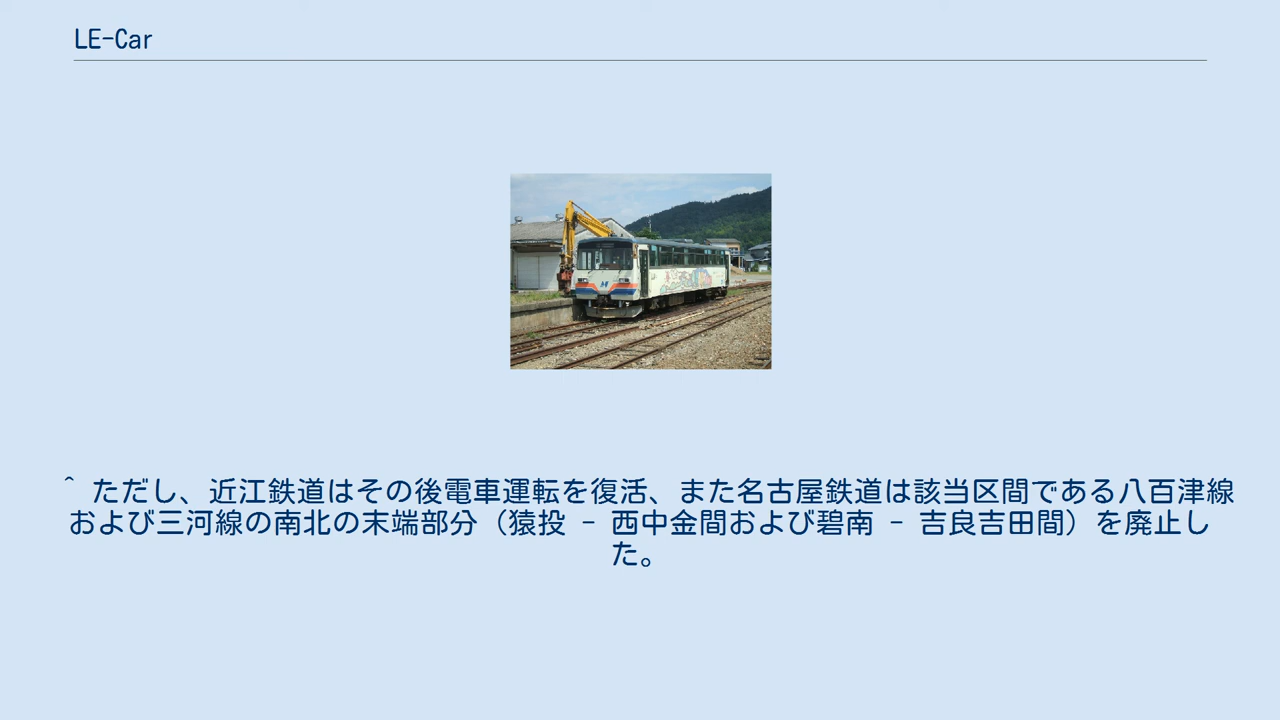 LE-Car
^ ただし、近江鉄道はその後電車運転を復活、また名古屋鉄道は該当区間である八百津線
および三河線の南北の末端部分（猿投 - 西中金間および碧南 - 吉良吉田間）を廃止し
た。